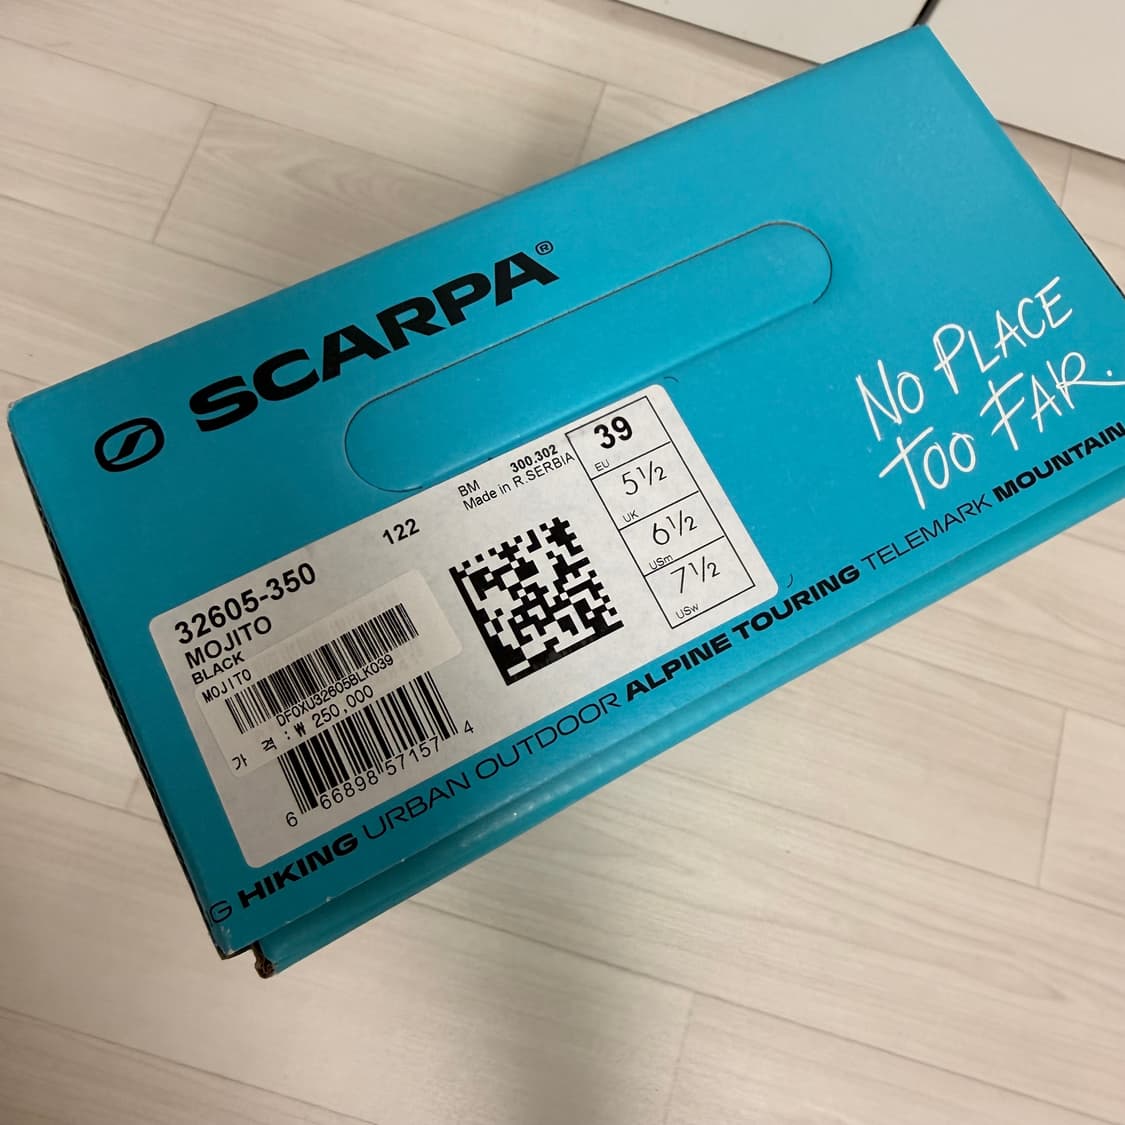 SCARPA®
NO PLACE
TOO FAR.
122
BM 300.302
Made in R.SERBIA
39
EU
5½
UK
6½
USm
7½
USw
32605-350
MOJITO
BLACK
MOJITO
DF0XU32605BLK039
가 격 : ₩ 250,000
6 66898 57157 4
G HIKING URBAN OUTDOOR ALPINE TOURING TELEMARK MOUNTAIN